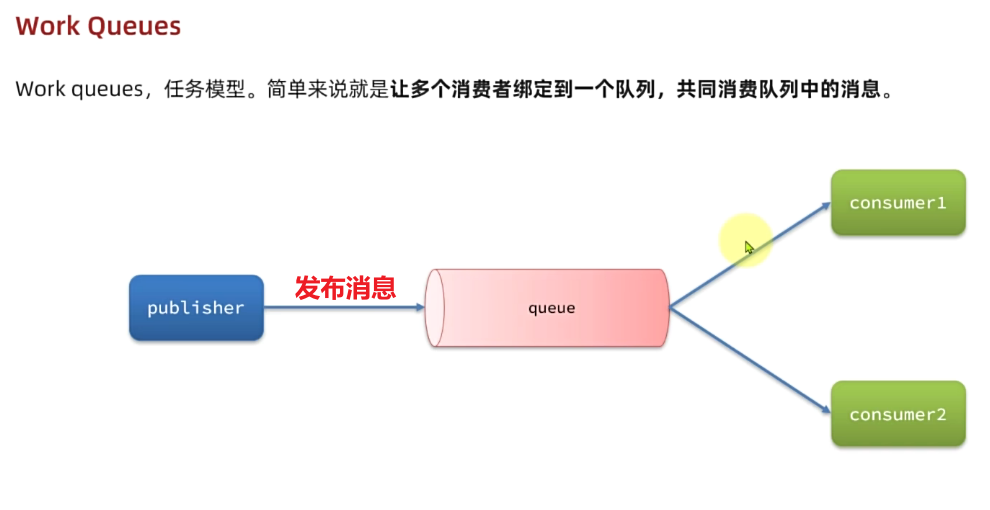 Work Queues
Work queues，任务模型。简单来说就是让多个消费者绑定到一个队列，共同消费队列中的消息。
consumer1
发布消息
publisher
queue
consumer2